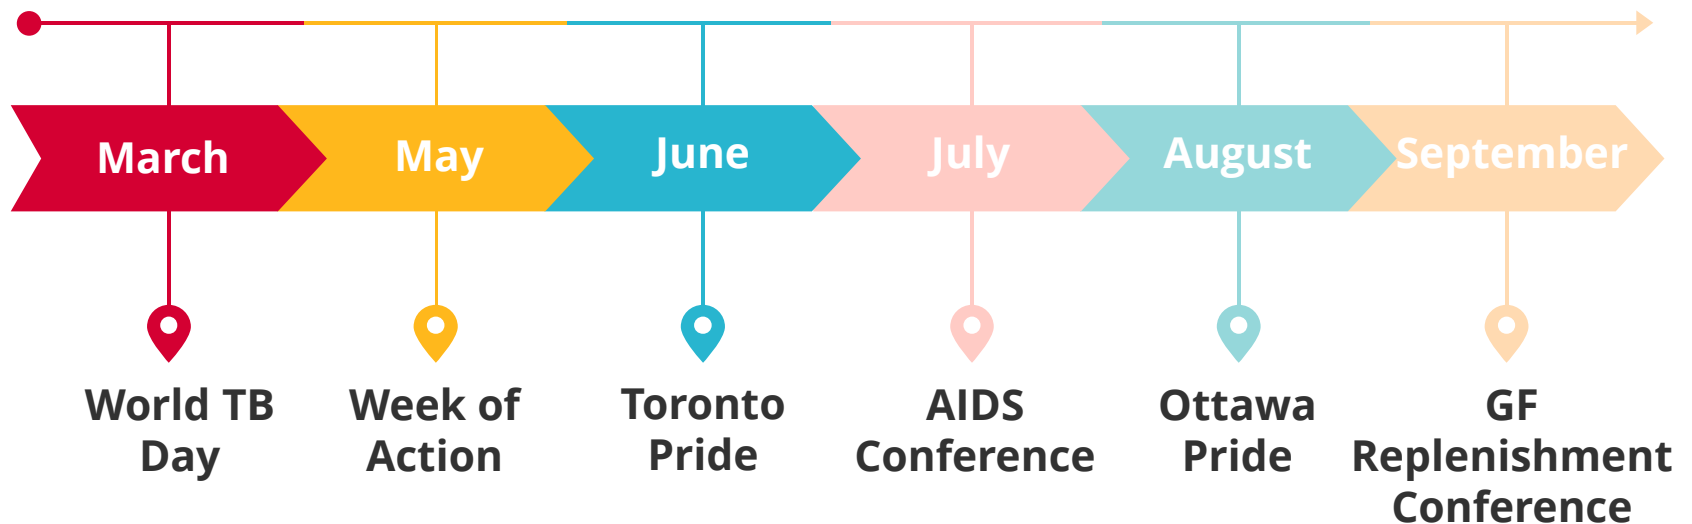 March
May
June
July
August
September
World TB
Day
Week of
Action
Toronto
Pride
AIDS
Conference
Ottawa
Pride
GF
Replenishment
Conference